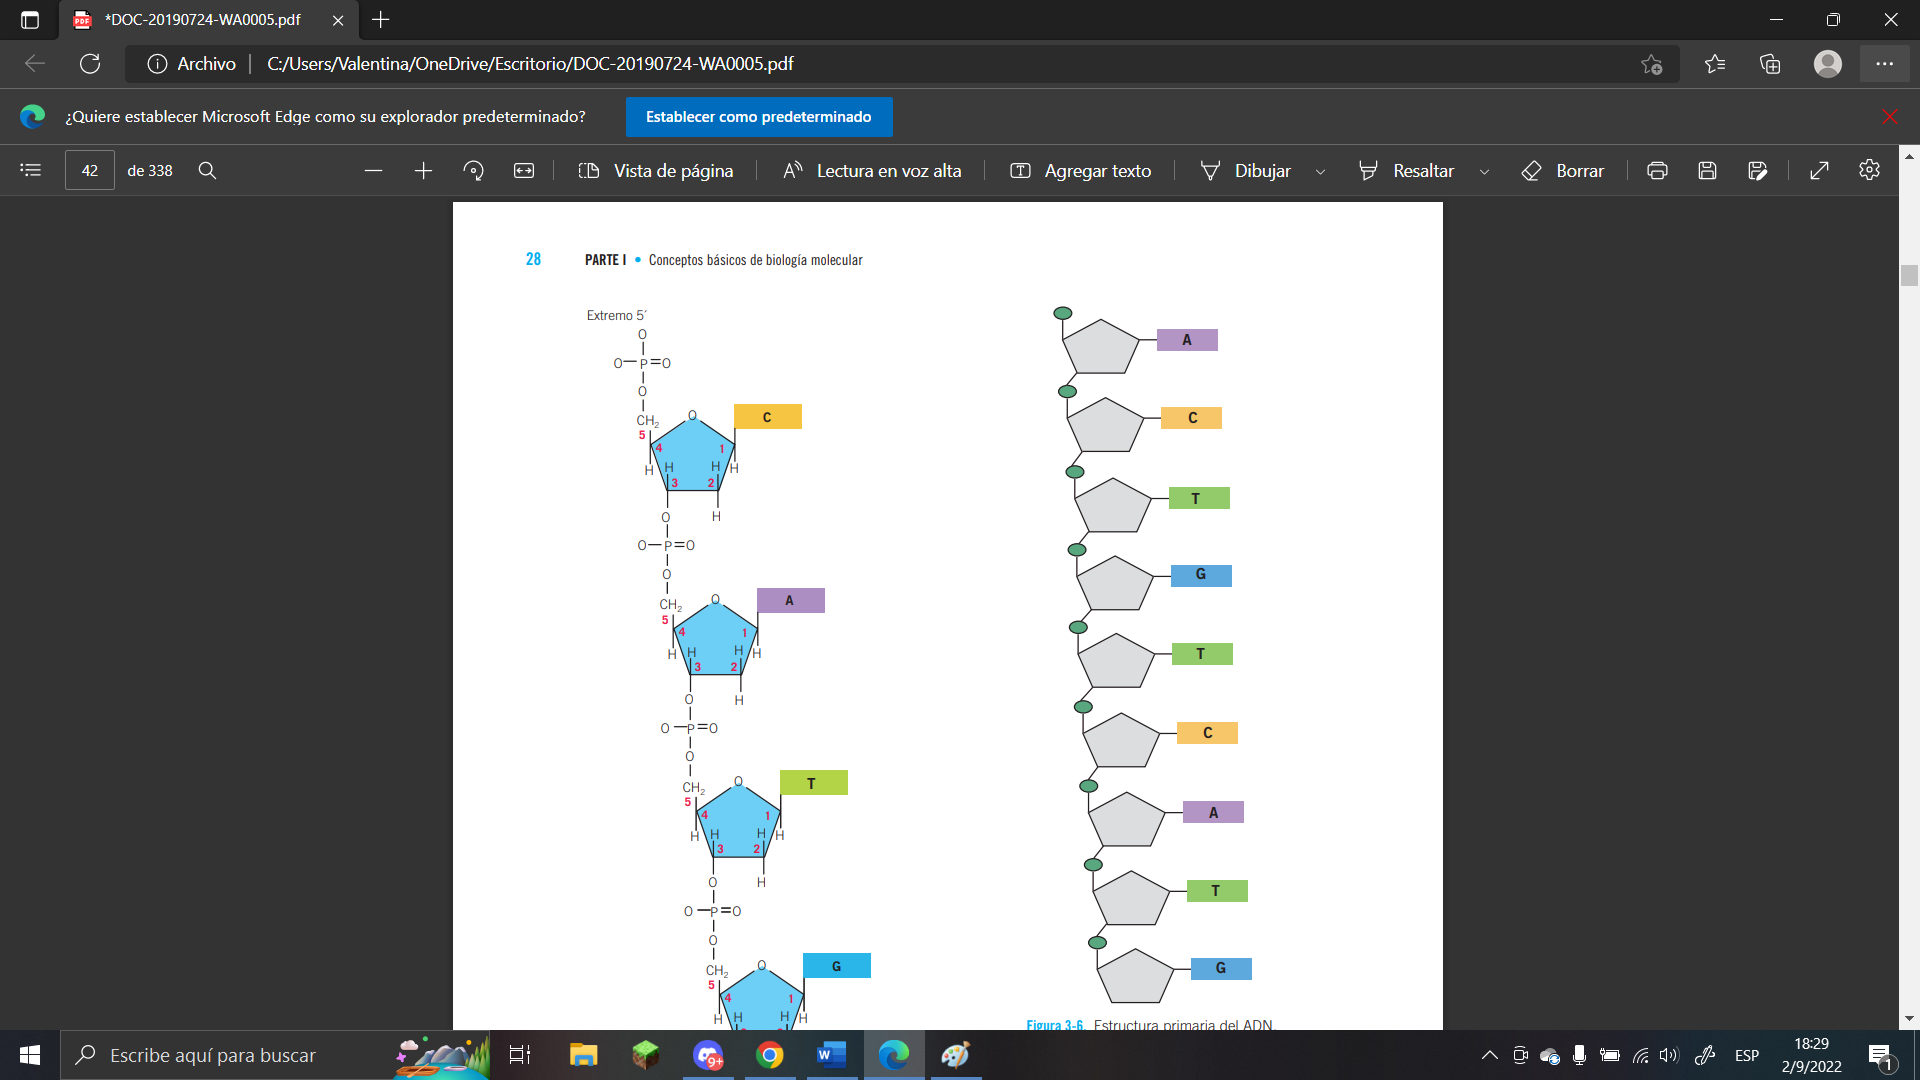 *DOC-20190724-WA0005.pdf
Archivo C:/Users/Valentina/OneDrive/Escritorio/DOC-20190724-WA0005.pdf
¿Quiere establecer Microsoft Edge como su explorador predeterminado? Establecer como predeterminado
42 de 338 Vista de página Lectura en voz alta Agregar texto Dibujar Resaltar Borrar
28 PARTE I • Conceptos básicos de biología molecular
Extremo 5´
O
O P O
O
CH2
5
O
C
4 1
H H H H
3 2
O H
O P O
O
CH2
5
O
A
4 1
H H H H
3 2
O H
O P O
O
CH2
5
O
T
4 1
H H H H
3 2
O H
O P O
O
CH2
5
O
G
4 1
H H H H
A
C
T
G
T
C
A
T
G
Figura 3-6. Estructura primaria del ADN.
Escribe aquí para buscar
9+
ESP
18:29
2/9/2022
1